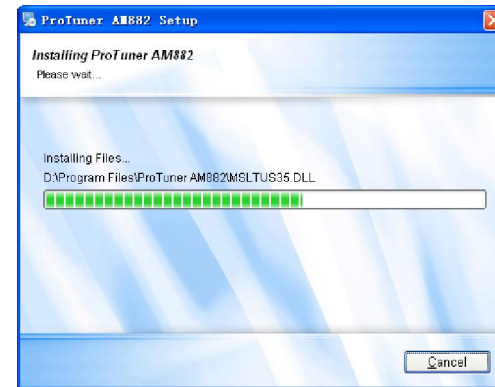 ProTuner AM882 Setup
Installing ProTuner AM882
Please wait...
Installing Files...
D:\Program Files\ProTuner AM882\MSLTUS35.DLL
Cancel